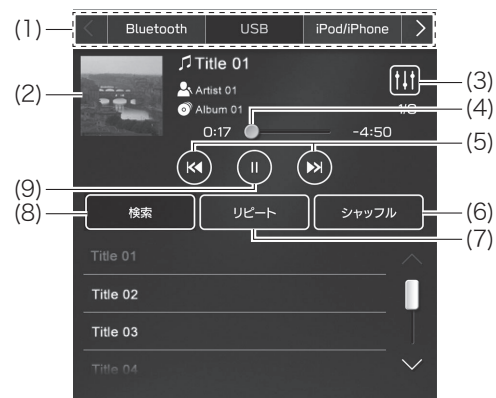 (1) < Bluetooth USB iPod/iPhone >
Title 01
(2) (3)
Artist 01
Album 01 (4)
0:17 -4:50
(5)
(9)
(8) 検索 リピート シャッフル (6)
(7)
Title 01
Title 02
Title 03
Title 04